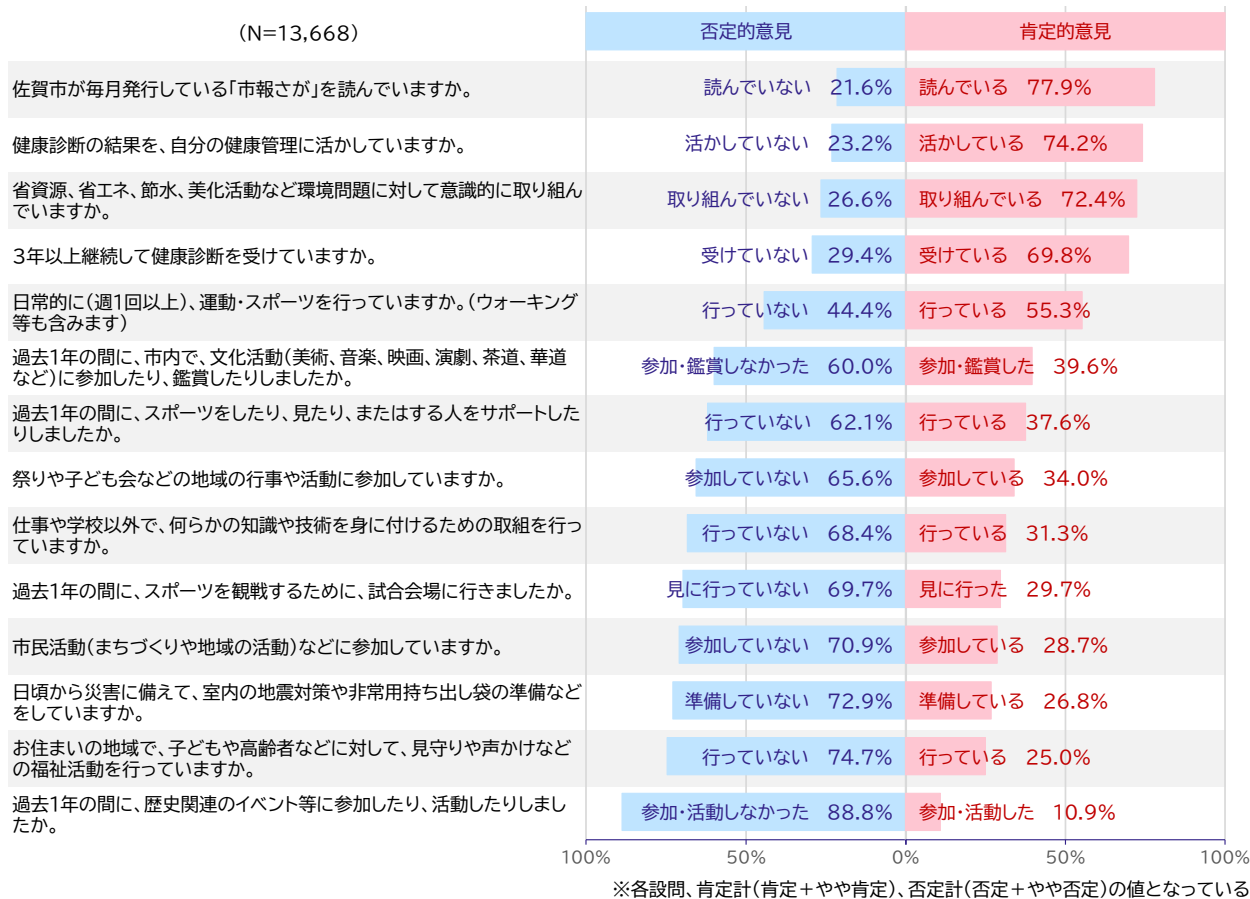 （N=13,668）
否定的意見
肯定的意見
佐賀市が毎月発行している「市報さが」を読んでいますか。
読んでいない 21.6%
読んでいる 77.9%
健康診断の結果を、自分の健康管理に活かしていますか。
活かしていない 23.2%
活かしている 74.2%
省資源、省エネ、節水、美化活動など環境問題に対して意識的に取り組ん
でいますか。
取り組んでいない 26.6%
取り組んでいる 72.4%
3年以上継続して健康診断を受けていますか。
受けていない 29.4%
受けている 69.8%
日常的に（週1回以上）、運動・スポーツを行っていますか。（ウォーキング
等も含みます）
行っていない 44.4%
行っている 55.3%
過去1年の間に、市内で、文化活動（美術、音楽、映画、演劇、茶道、華道
など）に参加したり、鑑賞したりしましたか。
参加・鑑賞しなかった 60.0%
参加・鑑賞した 39.6%
過去1年の間に、スポーツをしたり、見たり、またはする人をサポートした
りしましたか。
行っていない 62.1%
行っている 37.6%
祭りや子ども会などの地域の行事や活動に参加していますか。
参加していない 65.6%
参加している 34.0%
仕事や学校以外で、何らかの知識や技術を身に付けるための取組を行っ
ていますか。
行っていない 68.4%
行っている 31.3%
過去1年の間に、スポーツを観戦するために、試合会場に行きましたか。
見に行っていない 69.7%
見に行った 29.7%
市民活動（まちづくりや地域の活動）などに参加していますか。
参加していない 70.9%
参加している 28.7%
日頃から災害に備えて、室内の地震対策や非常用持ち出し袋の準備など
をしていますか。
準備していない 72.9%
準備している 26.8%
お住まいの地域で、子どもや高齢者などに対して、見守りや声かけなど
の福祉活動を行っていますか。
行っていない 74.7%
行っている 25.0%
過去1年の間に、歴史関連のイベント等に参加したり、活動したりしまし
たか。
参加・活動しなかった 88.8%
参加・活動した 10.9%
100% 50% 0% 50% 100%
※各設問、肯定計（肯定＋やや肯定）、否定計（否定＋やや否定）の値となっている